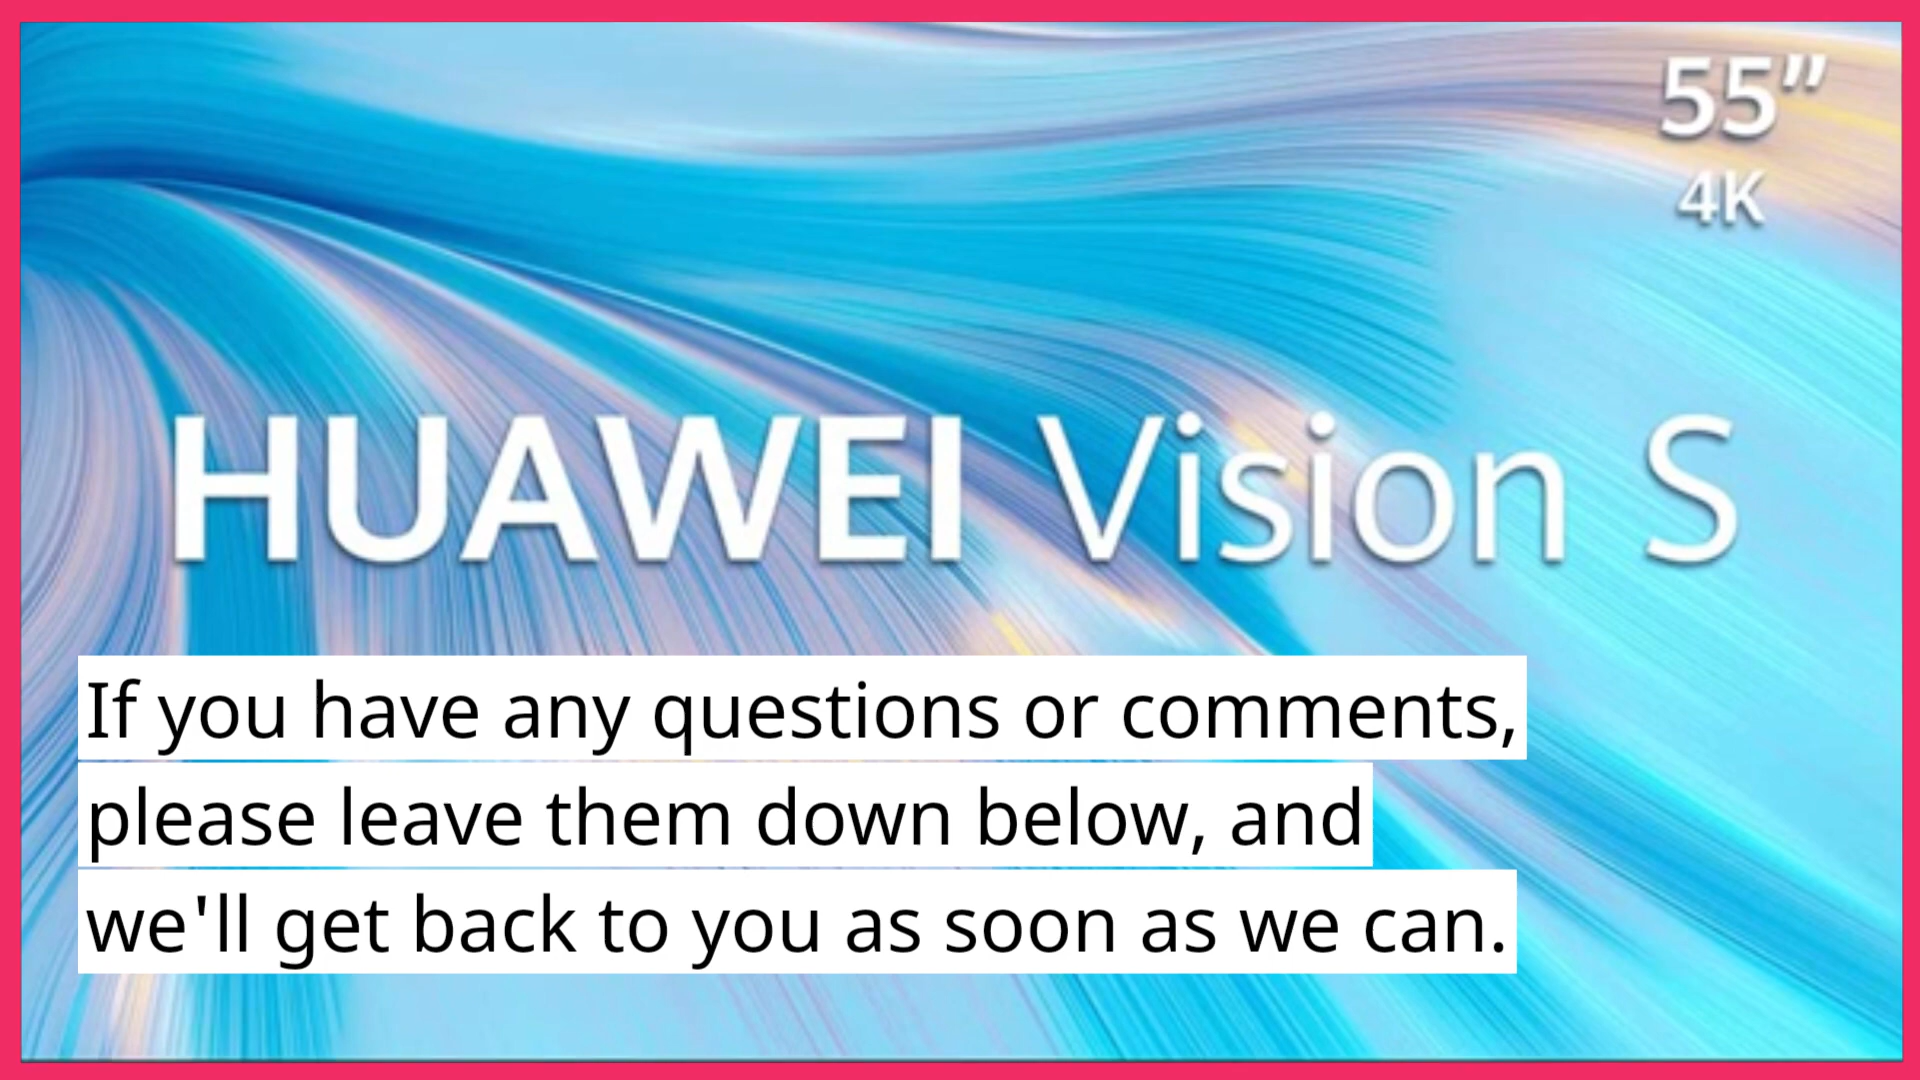 55”
4K
HUAWEI Vision S
If you have any questions or comments,
please leave them down below, and
we'll get back to you as soon as we can.